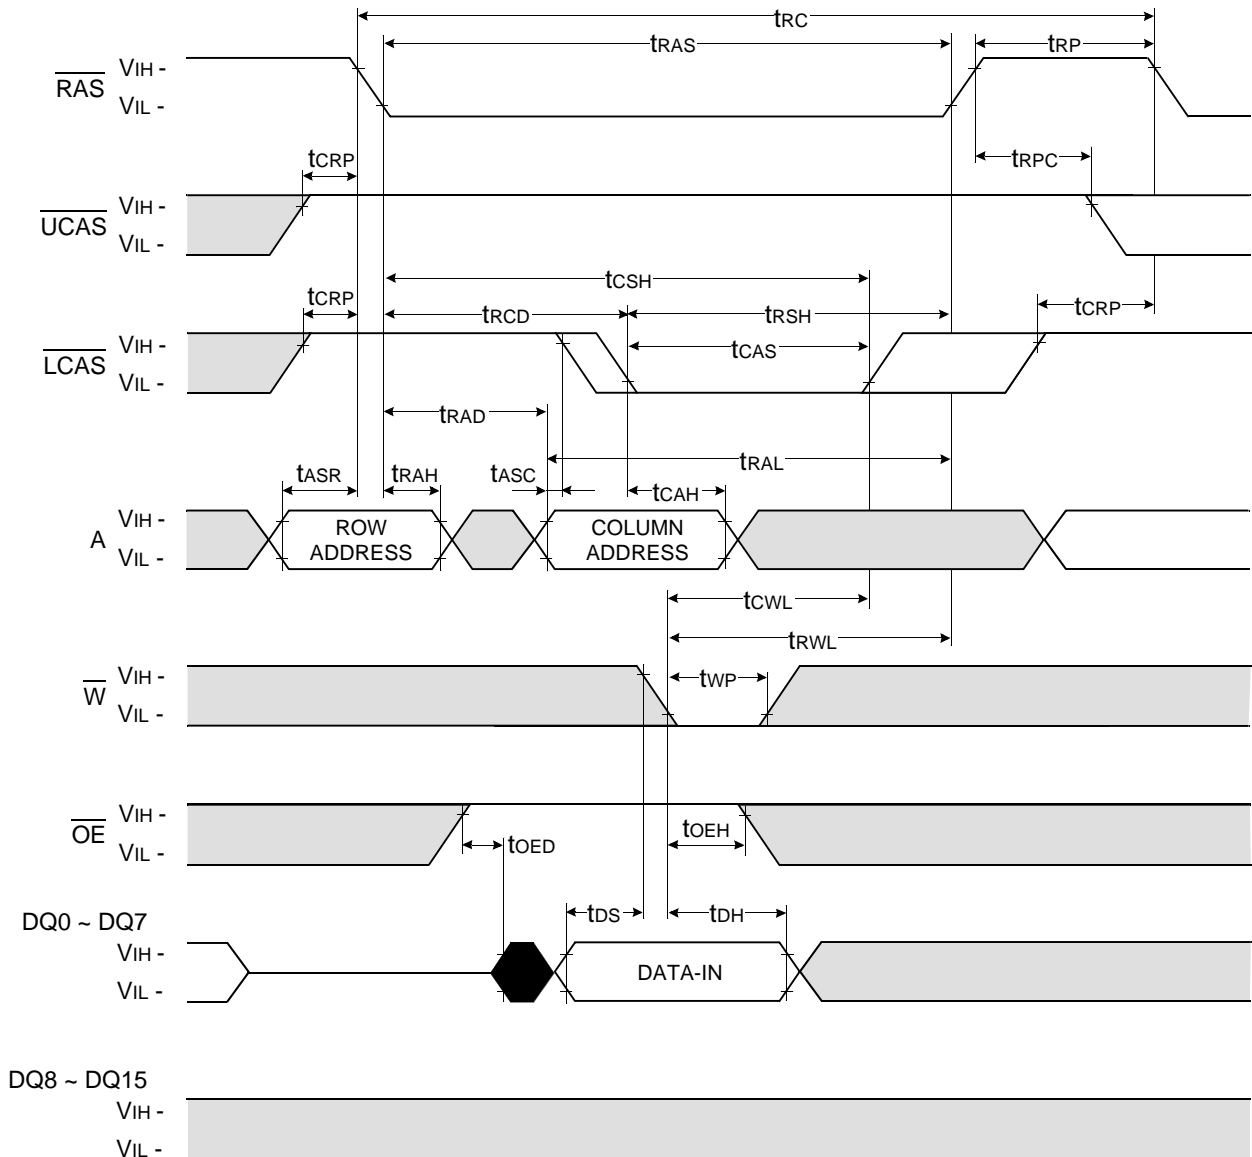 tRC
tRAS
tRP
RAS
VIH -
VIL -
tCRP
tRPC
UCAS
VIH -
VIL -
tCSH
tCRP
tRCD
tRSH
tCRP
LCAS
VIH -
VIL -
tCAS
tRAD
tRAL
tASR
tRAH
tASC
tCAH
A
VIH -
VIL -
ROW
ADDRESS
COLUMN
ADDRESS
tCWL
tRWL
W
VIH -
VIL -
tWP
OE
VIH -
VIL -
tOED
tOEH
DQ0 ~ DQ7
tDS
tDH
VIH -
VIL -
DATA-IN
DQ8 ~ DQ15
VIH -
VIL -